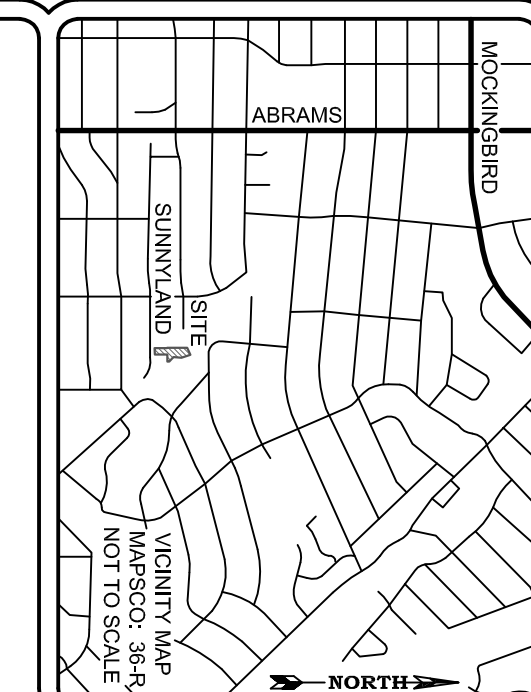 MOCKINGBIRD
ABRAMS
SUNNYLAND
SITE
VICINITY MAP
MAPSCO: 36-R
NOT TO SCALE
NORTH